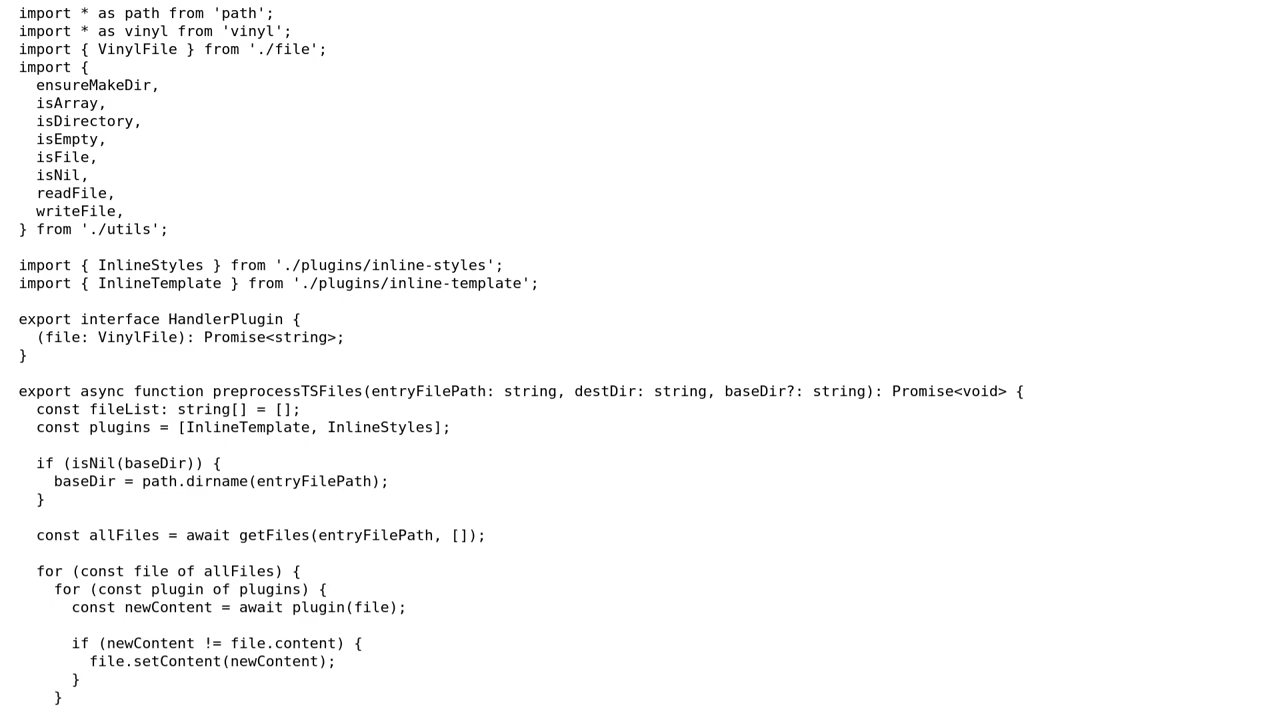 import * as path from 'path';
import * as vinyl from 'vinyl';
import { VinylFile } from './file';
import {
  ensureMakeDir,
  isArray,
  isDirectory,
  isEmpty,
  isFile,
  isNil,
  readFile,
  writeFile,
} from './utils';

import { InlineStyles } from './plugins/inline-styles';
import { InlineTemplate } from './plugins/inline-template';

export interface HandlerPlugin {
  (file: VinylFile): Promise<string>;
}

export async function preprocessTSFiles(entryFilePath: string, destDir: string, baseDir?: string): Promise<void> {
  const fileList: string[] = [];
  const plugins = [InlineTemplate, InlineStyles];

  if (isNil(baseDir)) {
    baseDir = path.dirname(entryFilePath);
  }

  const allFiles = await getFiles(entryFilePath, []);

  for (const file of allFiles) {
    for (const plugin of plugins) {
      const newContent = await plugin(file);

      if (newContent != file.content) {
        file.setContent(newContent);
      }
    }